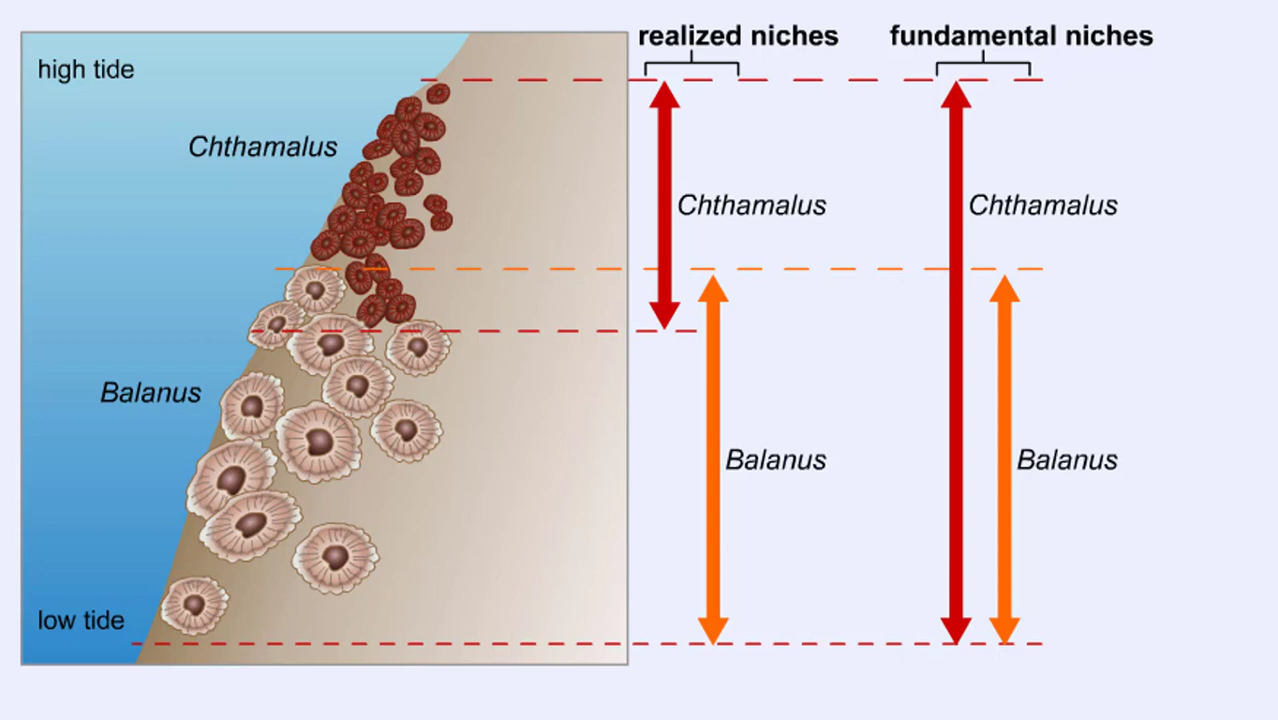 realized niches
fundamental niches
high tide
Chthamalus
Chthamalus
Chthamalus
Balanus
Balanus
Balanus
low tide